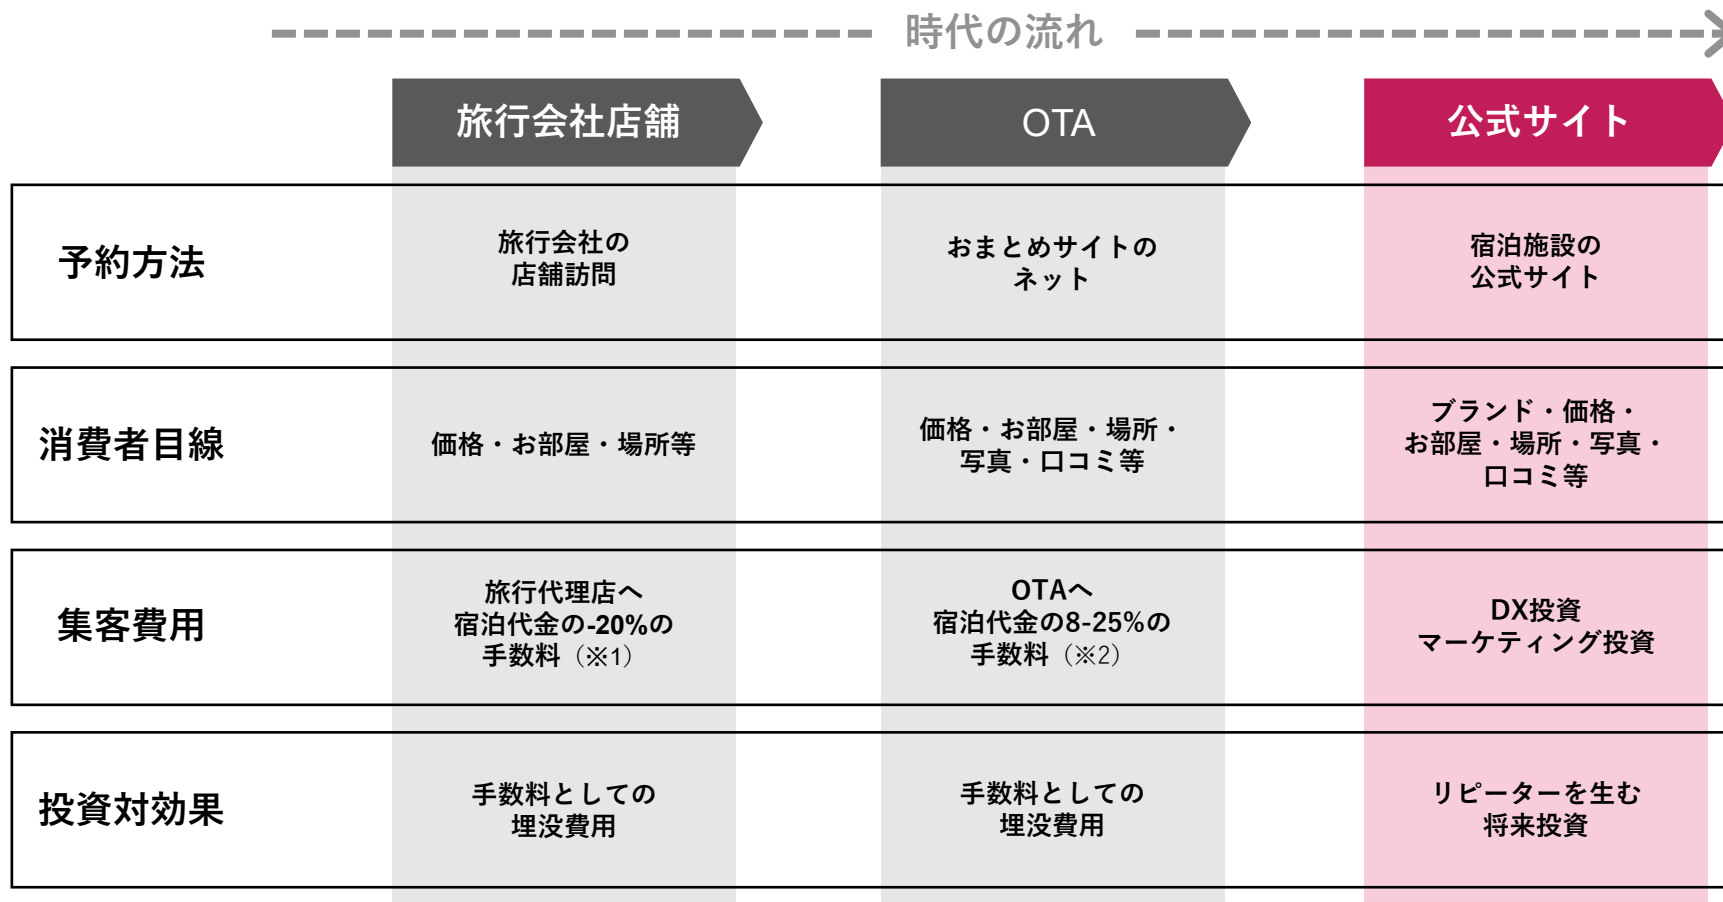 時代の流れ
旅行会社店舗
OTA
公式サイト
予約方法
旅行会社の
店舗訪問
おまとめサイトの
ネット
宿泊施設の
公式サイト
消費者目線
価格・お部屋・場所等
価格・お部屋・場所・
写真・口コミ等
ブランド・価格・
お部屋・場所・写真・
口コミ等
集客費用
旅行代理店へ
宿泊代金の-20%の
手数料（※1）
OTAへ
宿泊代金の8-25%の
手数料（※2）
DX投資
マーケティング投資
投資対効果
手数料としての
埋没費用
手数料としての
埋没費用
リピーターを生む
将来投資